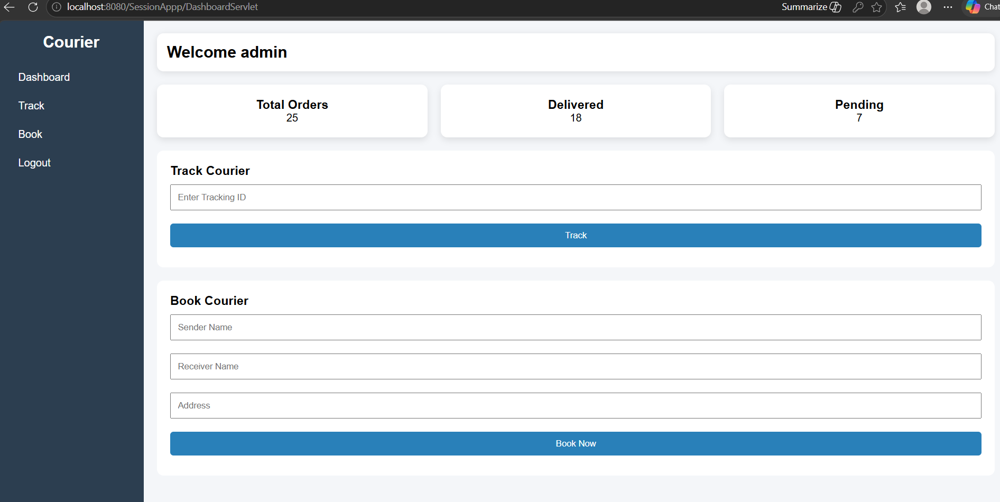 localhost:8080/SessionAppp/DashboardServlet
Summarize
Chat
Courier
Dashboard
Track
Book
Logout
Welcome admin
Total Orders
25
Delivered
18
Pending
7
Track Courier
Enter Tracking ID
Track
Book Courier
Sender Name
Receiver Name
Address
Book Now